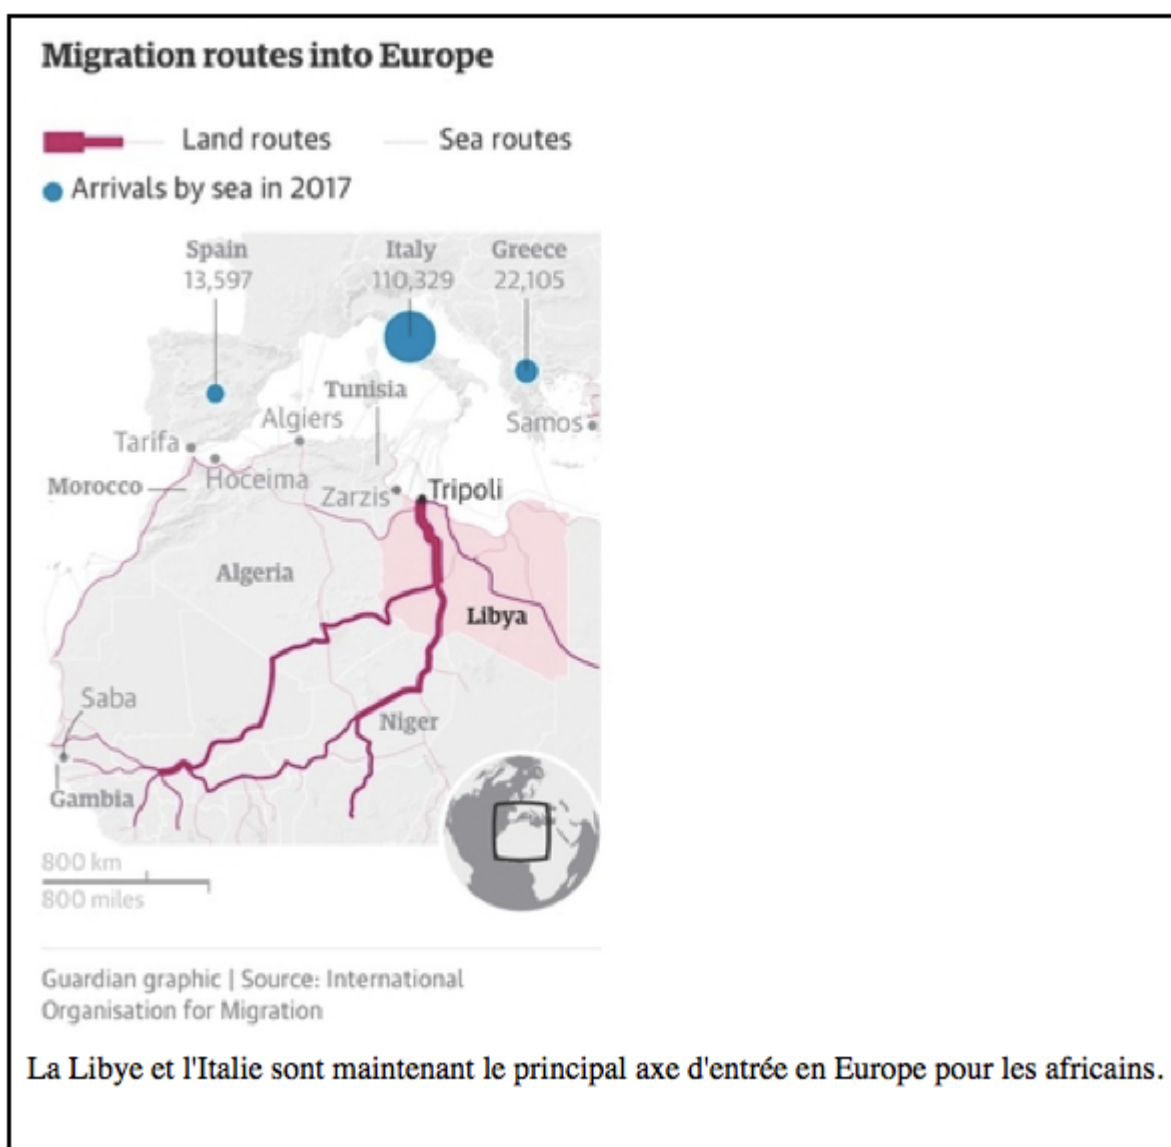 Migration routes into Europe
Land routes
Sea routes
Arrivals by sea in 2017
Spain
13,597
Italy
110,329
Greece
22,105
Tunisia
Algiers
Samos
Tarifa
Hoceima
Morocco
Zarzis
Tripoli
Algeria
Libya
Saba
Niger
Gambia
800 km
800 miles
Guardian graphic | Source: International
Organisation for Migration
La Libye et l'Italie sont maintenant le principal axe d'entrée en Europe pour les africains.